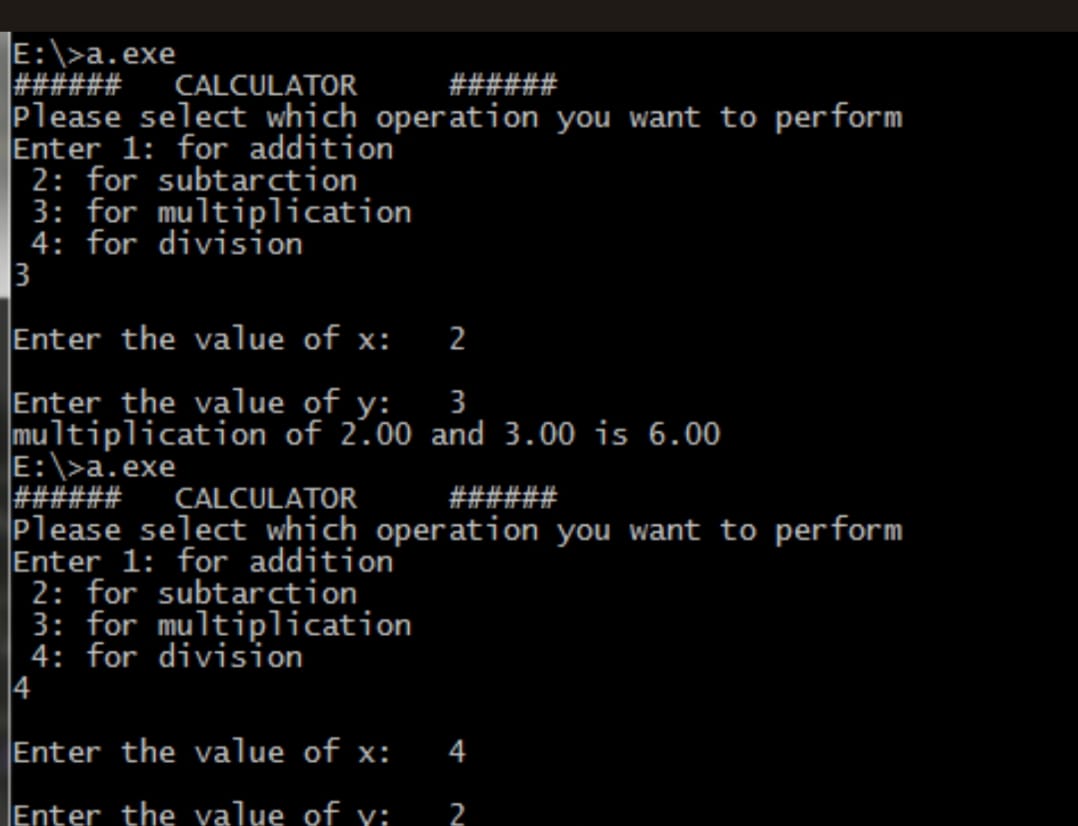 E:\>a.exe
######   CALCULATOR     ######
Please select which operation you want to perform
Enter 1: for addition
 2: for subtarction
 3: for multiplication
 4: for division
3
Enter the value of x:   2
Enter the value of y:   3
multiplication of 2.00 and 3.00 is 6.00
E:\>a.exe
######   CALCULATOR     ######
Please select which operation you want to perform
Enter 1: for addition
 2: for subtarction
 3: for multiplication
 4: for division
4
Enter the value of x:   4
Enter the value of y:   2